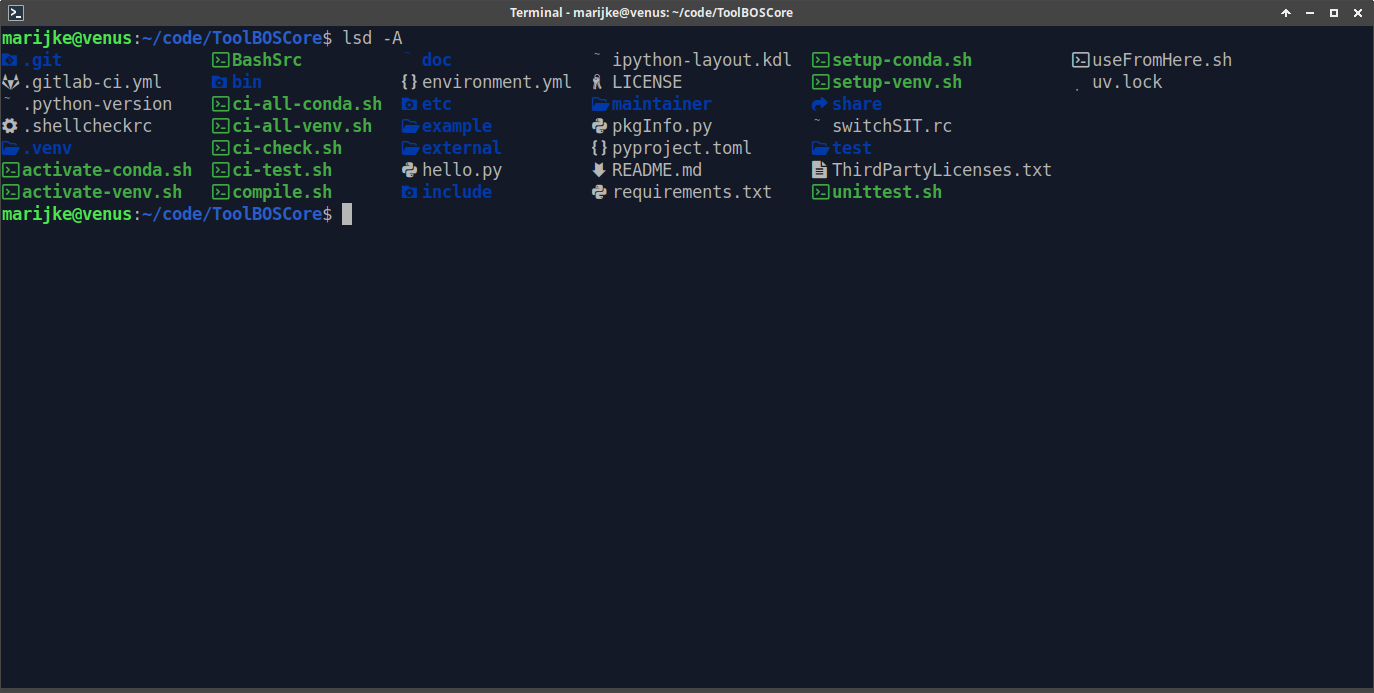 Terminal - marijke@venus: ~/code/ToolBOSCore
marijke@venus:~/code/ToolBOSCore$ lsd -A
.git BashSrc doc ipython-layout.kdl setup-conda.sh useFromHere.sh
.gitlab-ci.yml bin {} environment.yml LICENSE setup-venv.sh uv.lock
.python-version ci-all-conda.sh etc maintainer share
.shellcheckrc ci-all-venv.sh example pkgInfo.py switchSIT.rc
.venv ci-check.sh external {} pyproject.toml test
activate-conda.sh ci-test.sh hello.py README.md ThirdPartyLicenses.txt
activate-venv.sh compile.sh include requirements.txt unittest.sh
marijke@venus:~/code/ToolBOSCore$